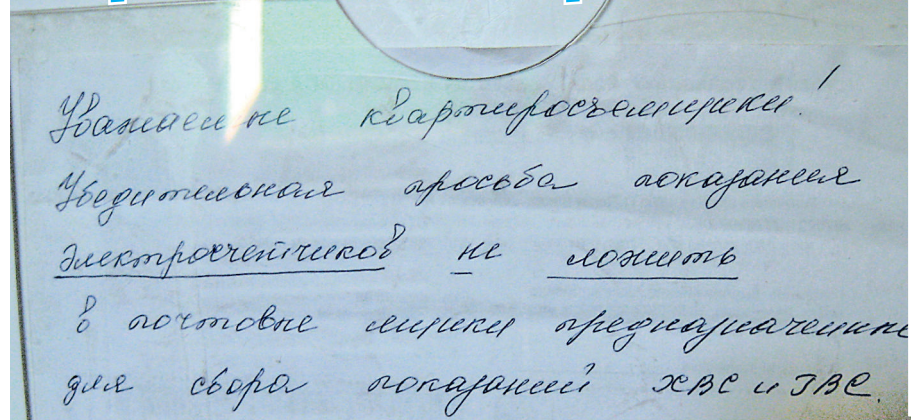 Уважаемые квартиросъемщики!
Убедительная просьба показания
электросчетчиков не ложить
в почтовые ящики предназначенные
для сбора показаний ХВС и ГВС.